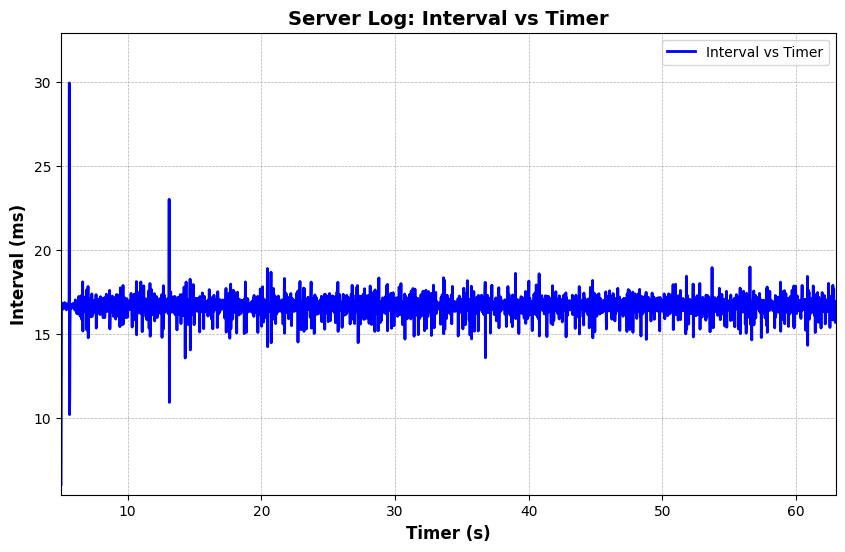 Server Log: Interval vs Timer
Interval vs Timer
30
25
20
15
10
Interval (ms)
10 20 30 40 50 60
Timer (s)